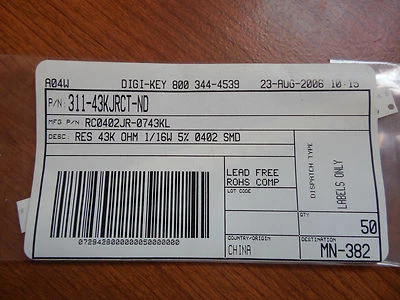 A04W DIGI-KEY 800 344-4539 23-AUG-2006 10:15
P/N: 311-43KJRCT-ND
MFG P/N: RC0402JR-0743KL
DESC: RES 43K OHM 1/16W 5% 0402 SMD
LEAD FREE
ROHS COMP
LOT CODE
DISPATCH TYPE
LABELS ONLY
QTY
50
COUNTRY/ORIGIN
CHINA
DESTINATION
MN-382
07294280000000050000000